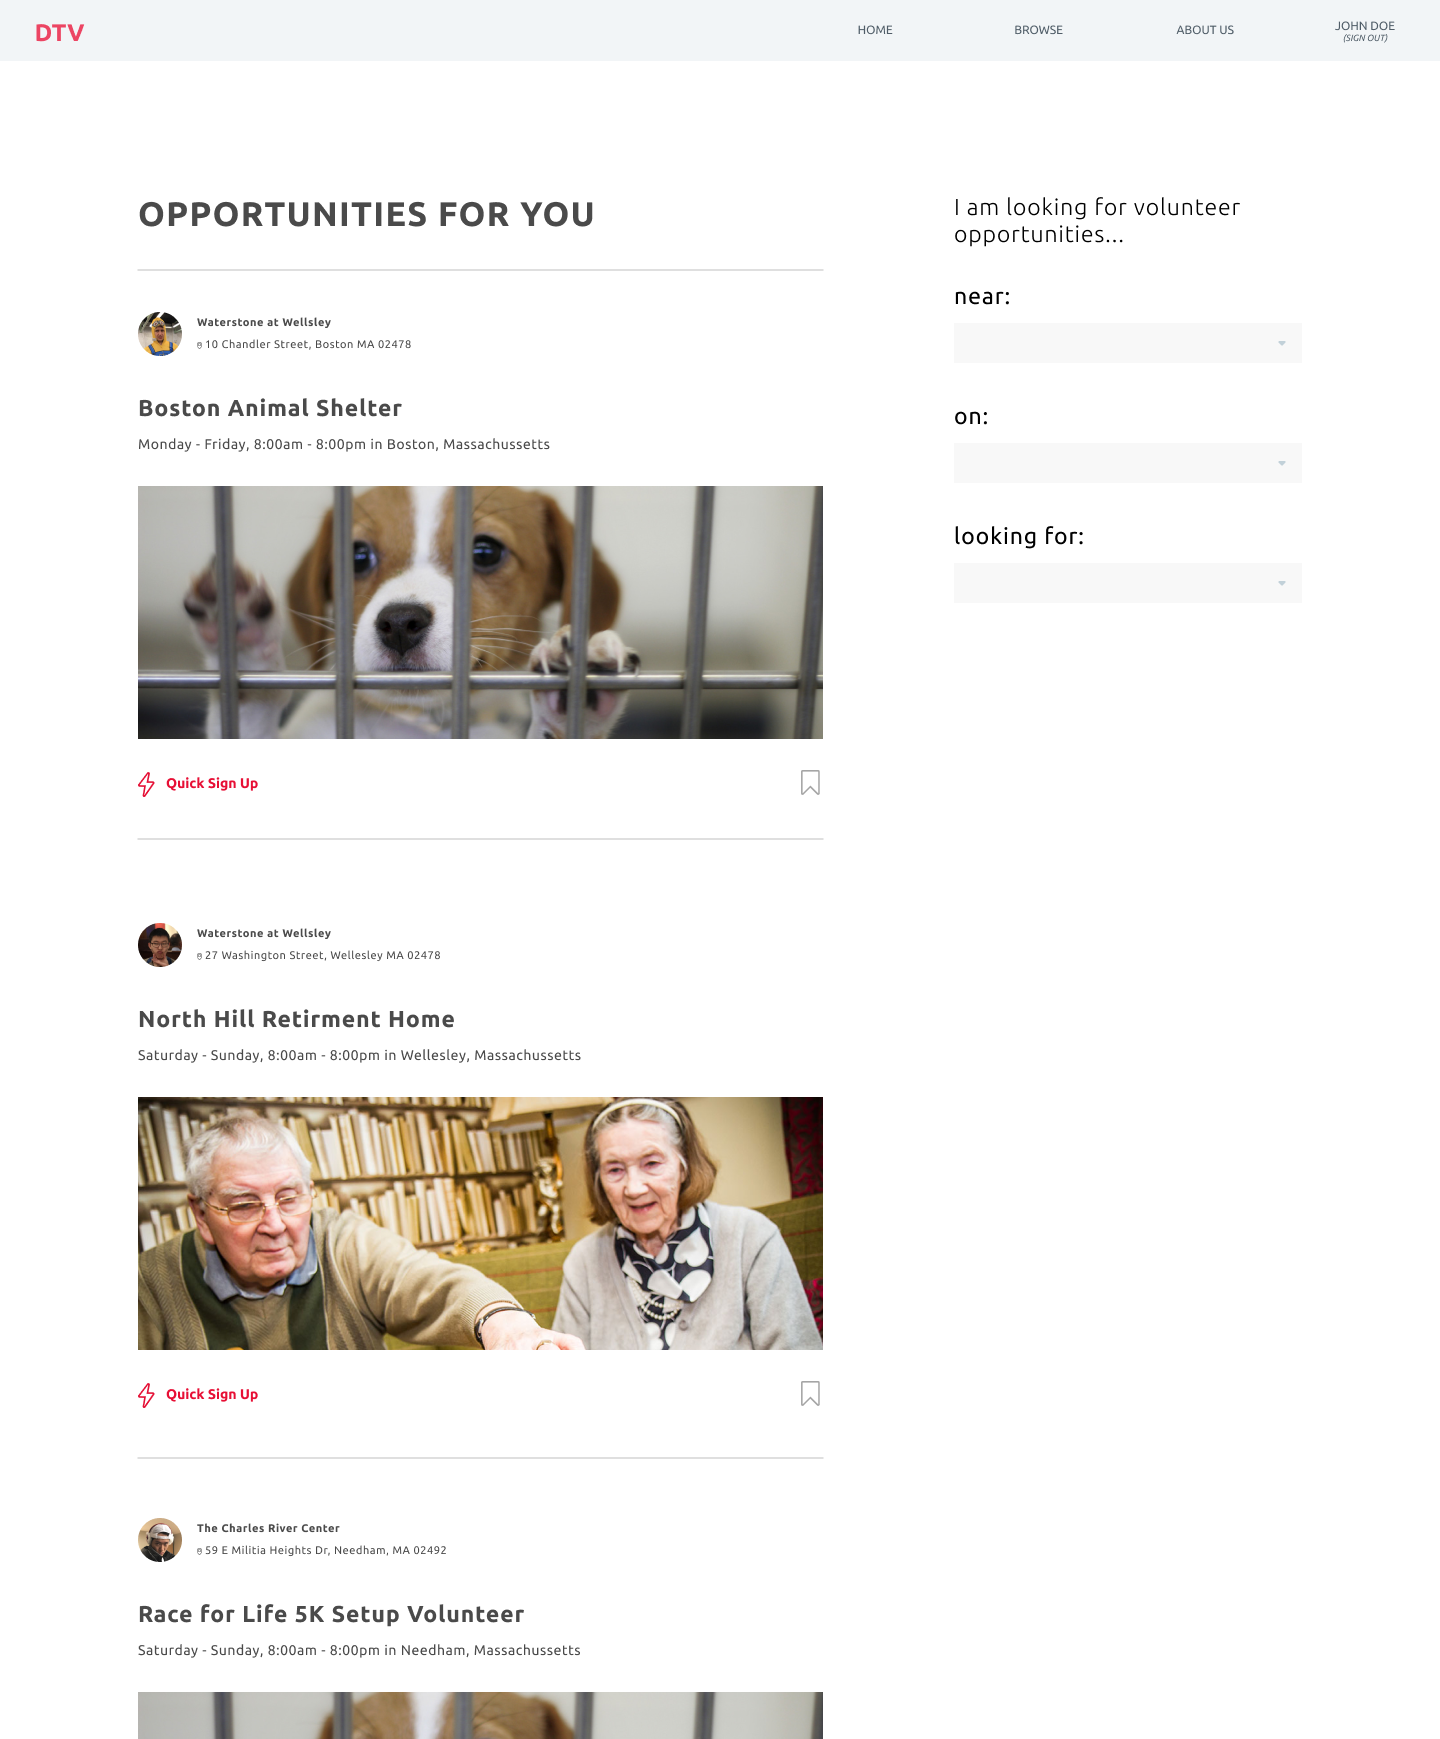 DTV
HOME
BROWSE
ABOUT US
JOHN DOE
(SIGN OUT)
OPPORTUNITIES FOR YOU
Waterstone at Wellsley
10 Chandler Street, Boston MA 02478
Boston Animal Shelter
Monday - Friday, 8:00am - 8:00pm in Boston, Massachussetts
Quick Sign Up
Waterstone at Wellsley
27 Washington Street, Wellesley MA 02478
North Hill Retirment Home
Saturday - Sunday, 8:00am - 8:00pm in Wellesley, Massachussetts
Quick Sign Up
The Charles River Center
59 E Militia Heights Dr, Needham, MA 02492
Race for Life 5K Setup Volunteer
Saturday - Sunday, 8:00am - 8:00pm in Needham, Massachussetts
I am looking for volunteer
opportunities...
near:
on:
looking for: